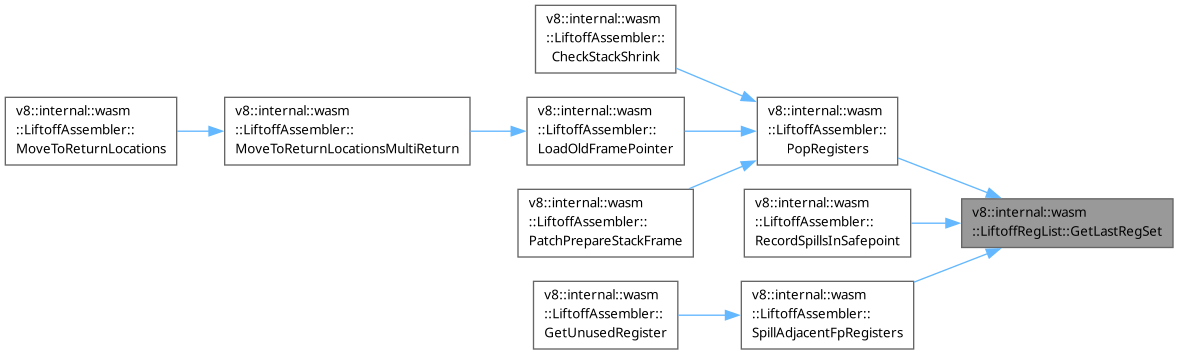 v8::internal::wasm
::LiftoffAssembler::
CheckStackShrink
v8::internal::wasm
::LiftoffAssembler::
MoveToReturnLocations
v8::internal::wasm
::LiftoffAssembler::
MoveToReturnLocationsMultiReturn
v8::internal::wasm
::LiftoffAssembler::
LoadOldFramePointer
v8::internal::wasm
::LiftoffAssembler::
PopRegisters
v8::internal::wasm
::LiftoffAssembler::
PatchPrepareStackFrame
v8::internal::wasm
::LiftoffAssembler::
RecordSpillsInSafepoint
v8::internal::wasm
::LiftoffRegList::GetLastRegSet
v8::internal::wasm
::LiftoffAssembler::
GetUnusedRegister
v8::internal::wasm
::LiftoffAssembler::
SpillAdjacentFpRegisters